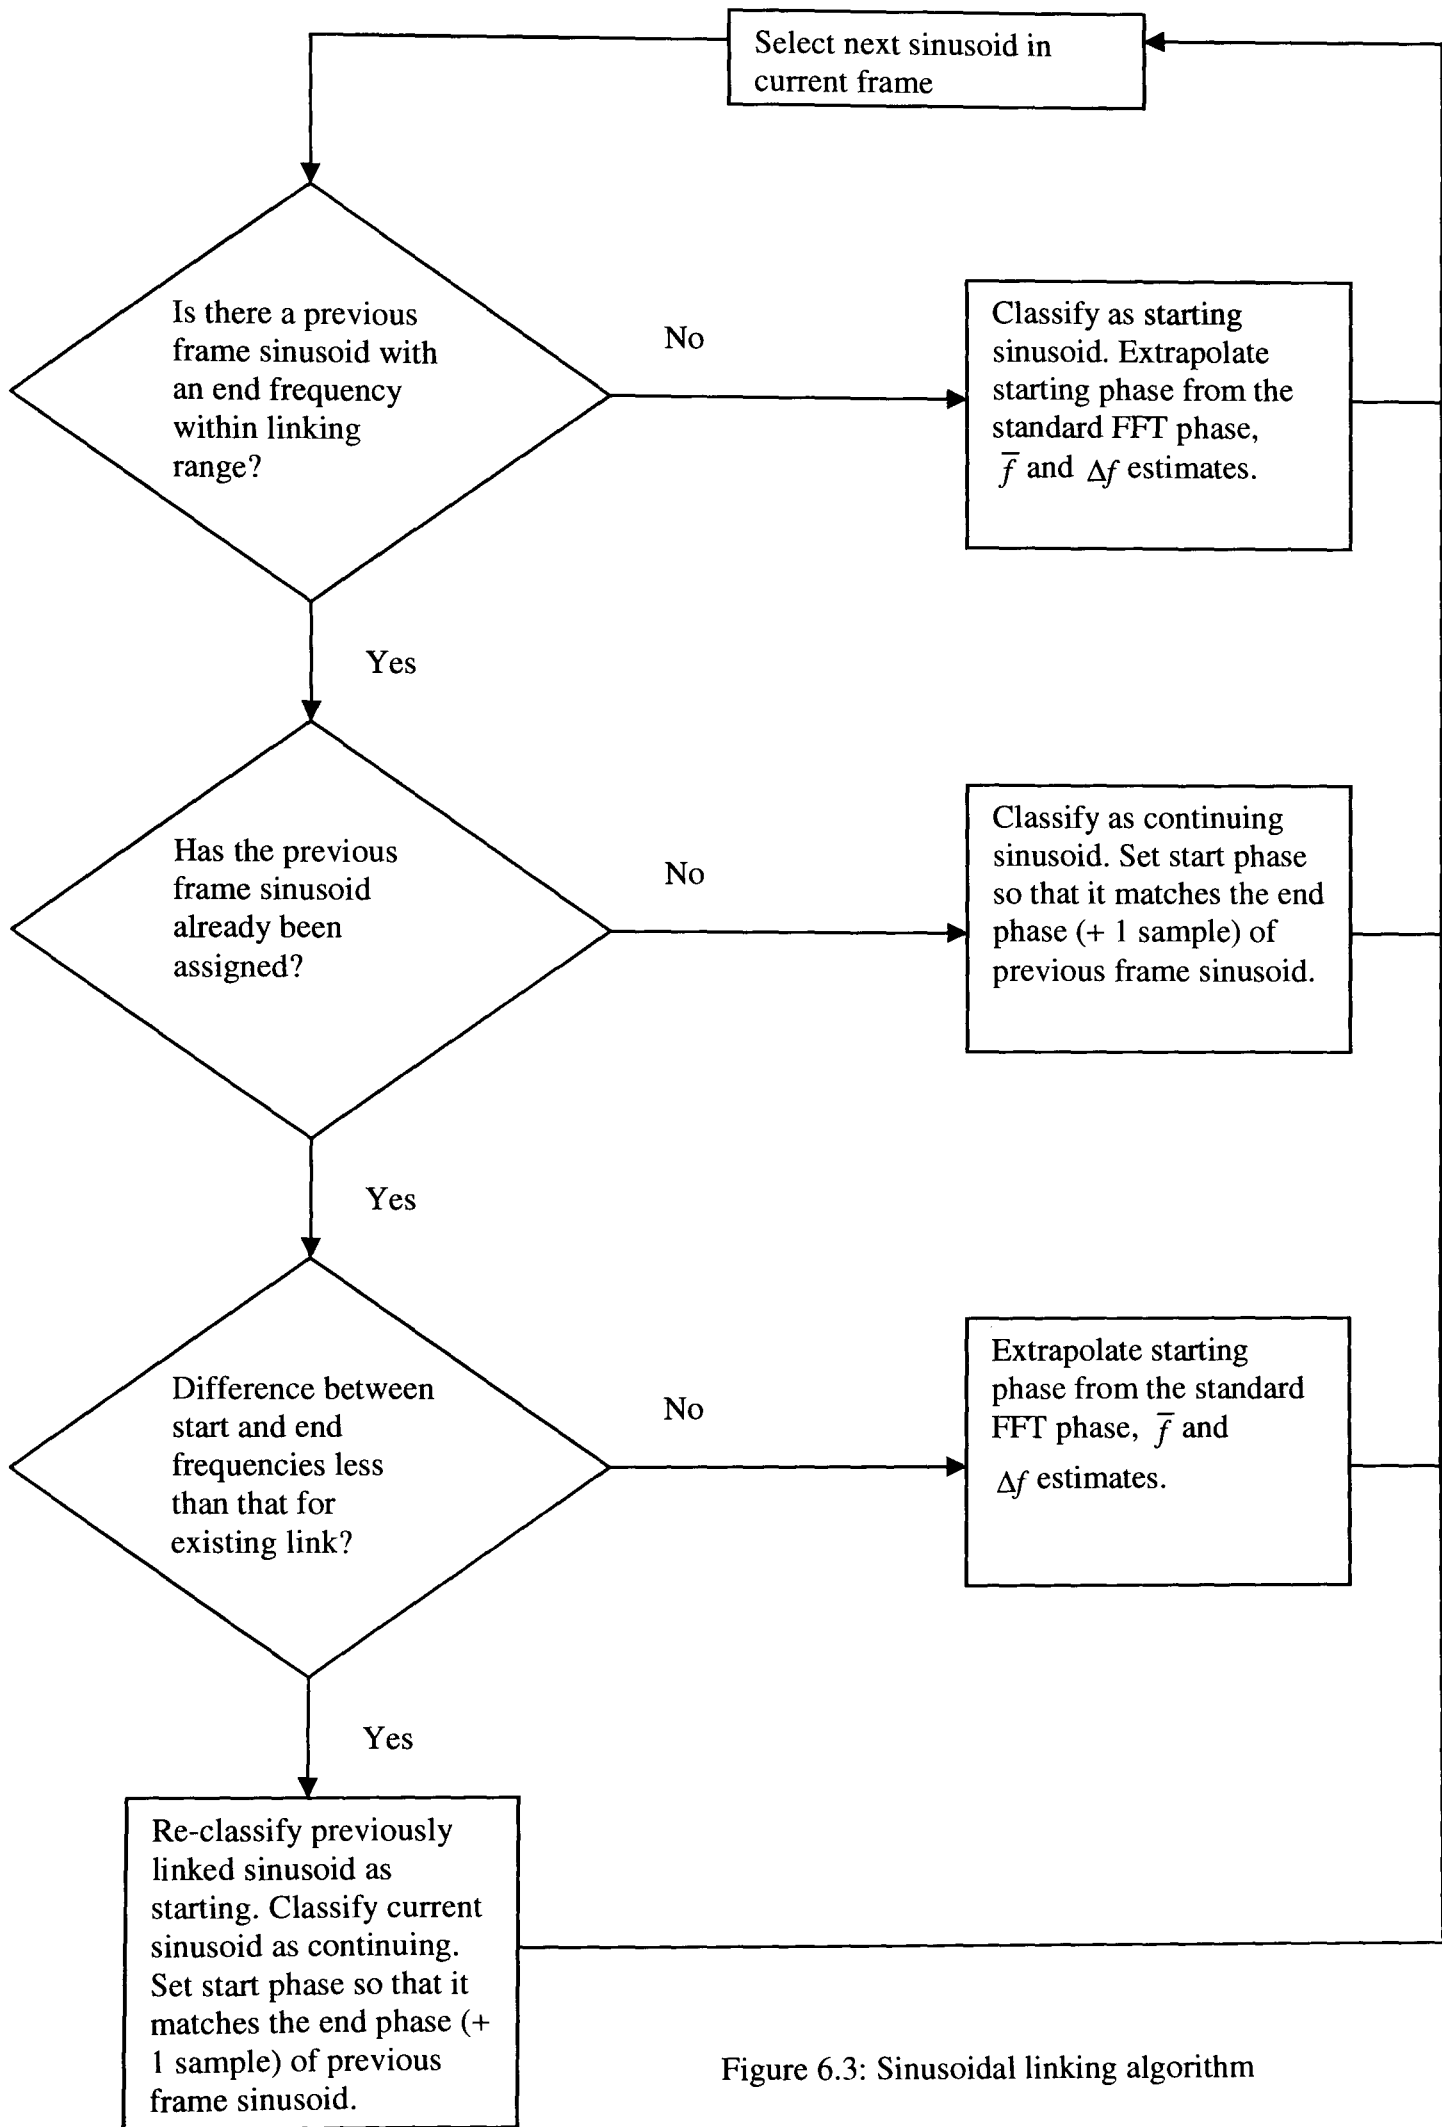 Select next sinusoid in
current frame
Is there a previous
frame sinusoid with
an end frequency
within linking
range?
No
Classify as starting
sinusoid. Extrapolate
starting phase from the
standard FFT phase,
f̅ and Δf estimates.
Yes
Has the previous
frame sinusoid
already been
assigned?
No
Classify as continuing
sinusoid. Set start phase
so that it matches the end
phase (+ 1 sample) of
previous frame sinusoid.
Yes
Difference between
start and end
frequencies less
than that for
existing link?
No
Extrapolate starting
phase from the standard
FFT phase, f̅ and
Δf estimates.
Yes
Re-classify previously
linked sinusoid as
starting. Classify current
sinusoid as continuing.
Set start phase so that it
matches the end phase (+
1 sample) of previous
frame sinusoid.
Figure 6.3: Sinusoidal linking algorithm